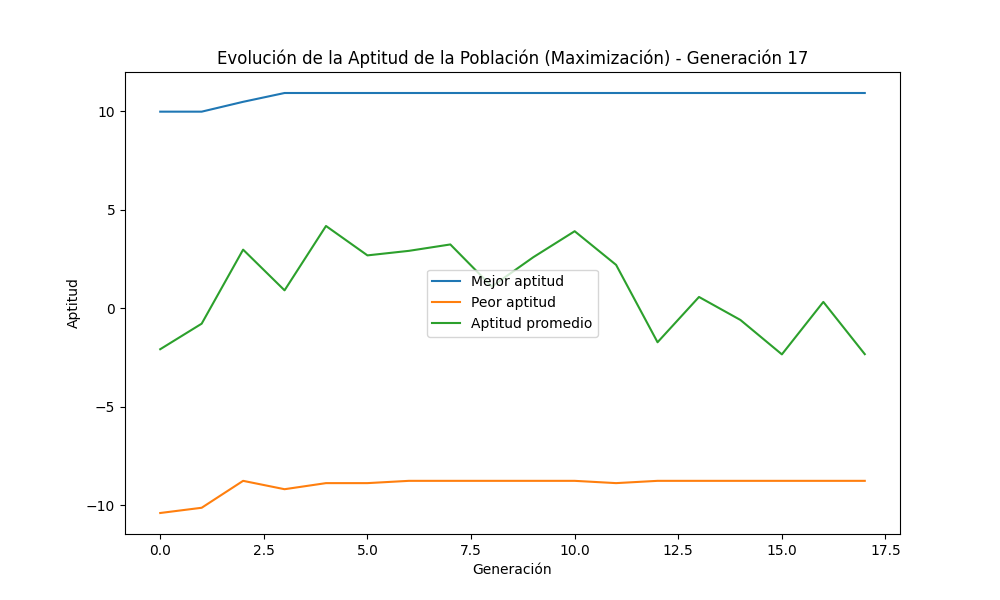 Evolución de la Aptitud de la Población (Maximización) - Generación 17
Aptitud
10
5
0
−5
−10
Mejor aptitud
Peor aptitud
Aptitud promedio
0.0
2.5
5.0
7.5
10.0
12.5
15.0
17.5
Generación